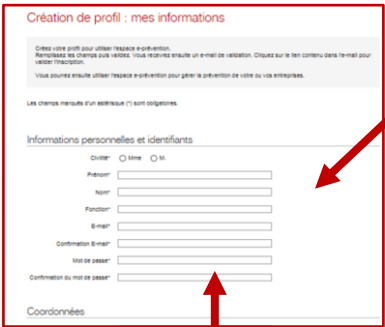 Création de profil : mes informations
Créez votre profil pour utiliser l'espace e-prévention.
Remplissez les champs puis validez. Vous recevrez ensuite un e-mail de validation. Cliquez sur le lien contenu dans l'e-mail pour
valider l'inscription.
Vous pourrez ensuite utiliser l'espace e-prévention pour gérer la prévention de votre ou vos entreprises.
Les champs marqués d'un astérisque (*) sont obligatoires.
Informations personnelles et identifiants
Civilité* Mme M.
Prénom*
Nom*
Fonction*
E-mail*
Confirmation E-mail*
Mot de passe*
Confirmation du mot de passe*
Coordonnées